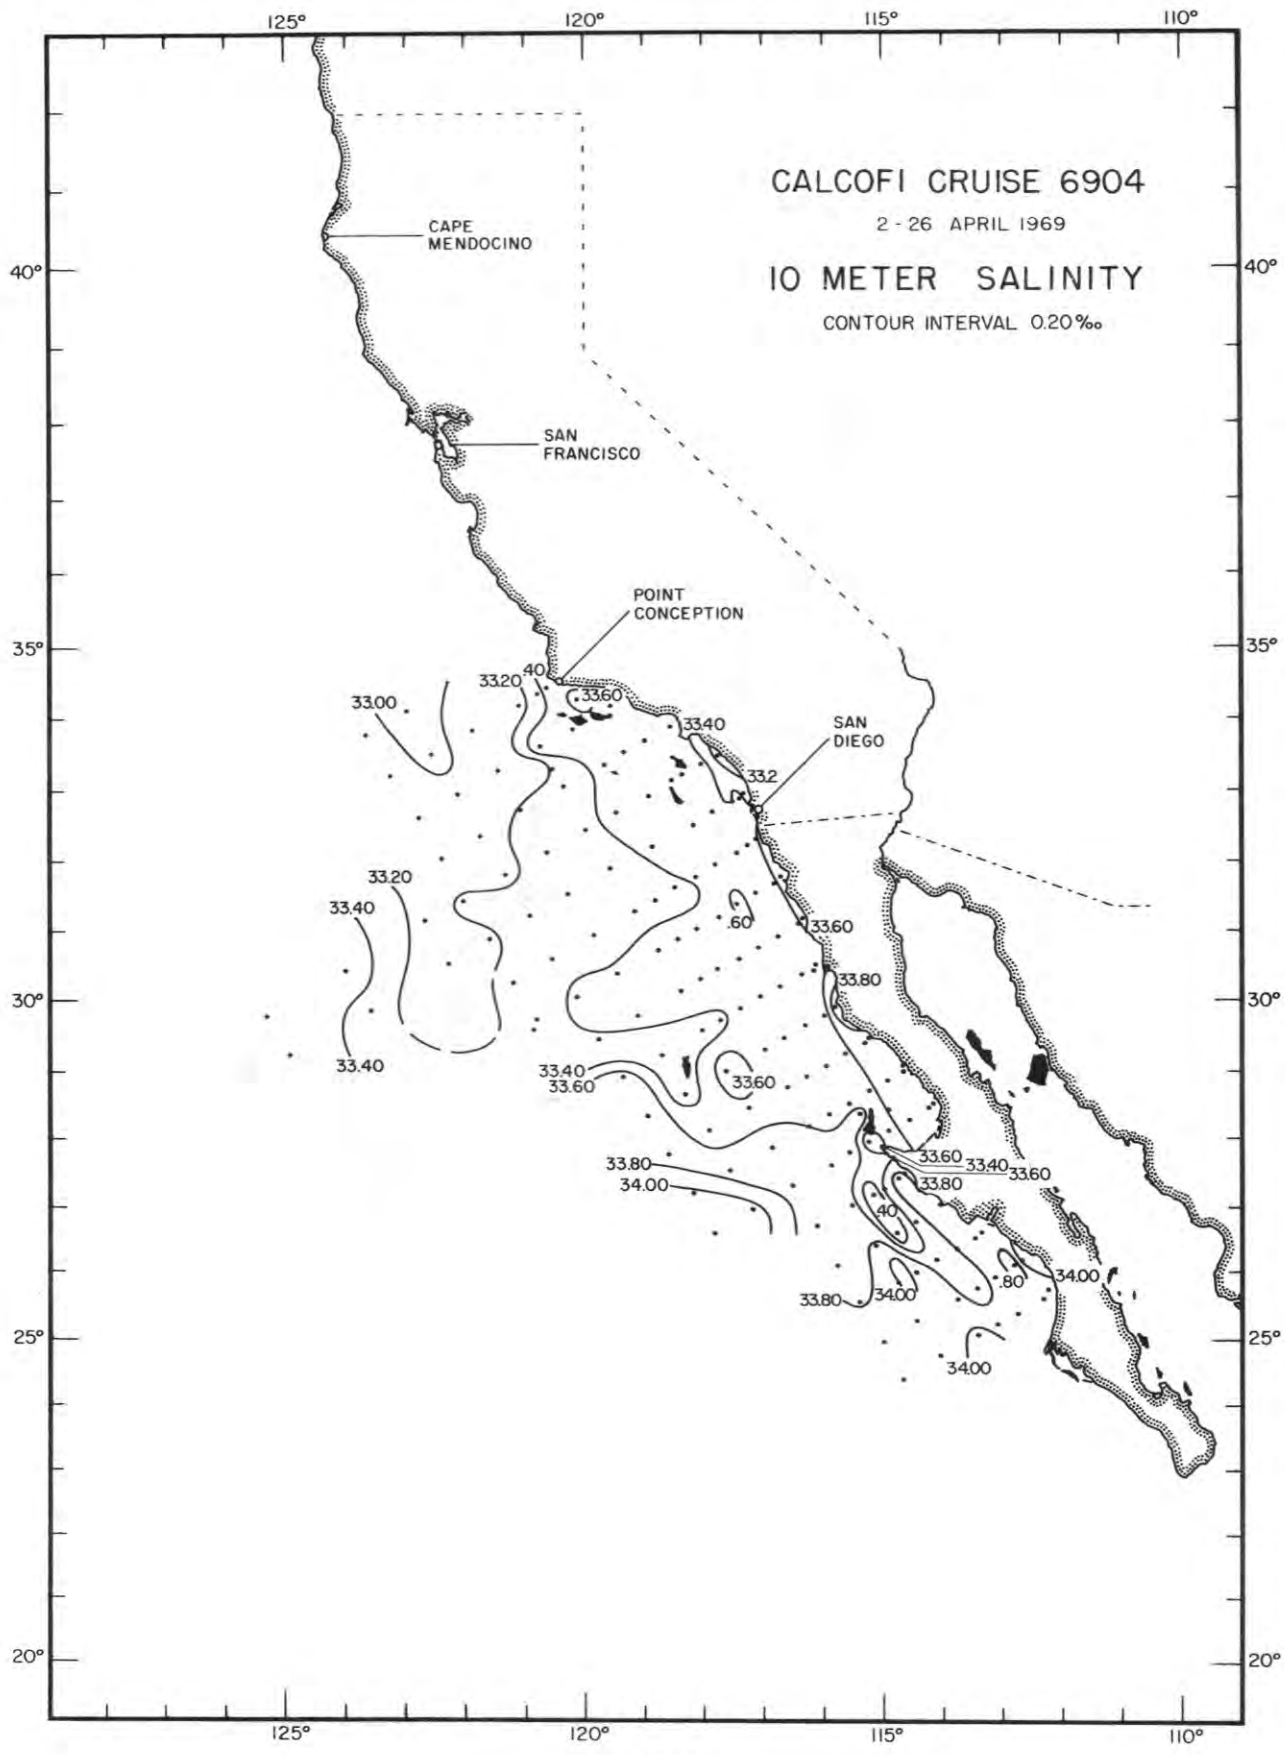 125° 120° 115° 110°
CALCOFI CRUISE 6904
2 - 26 APRIL 1969
10 METER SALINITY
CONTOUR INTERVAL 0.20‰
CAPE
MENDOCINO
40° 40°
SAN
FRANCISCO
POINT
CONCEPTION
35° 35°
33.20 .40
33.60
33.00
33.40
SAN
DIEGO
33.2
33.20
33.40
.60
33.60
33.80
30° 30°
33.40
33.40
33.60
33.60
33.60
33.40
33.60
33.80
33.80
34.00
.40
34.00
.80
33.80
34.00
34.00
25° 25°
20° 20°
125° 120° 115° 110°